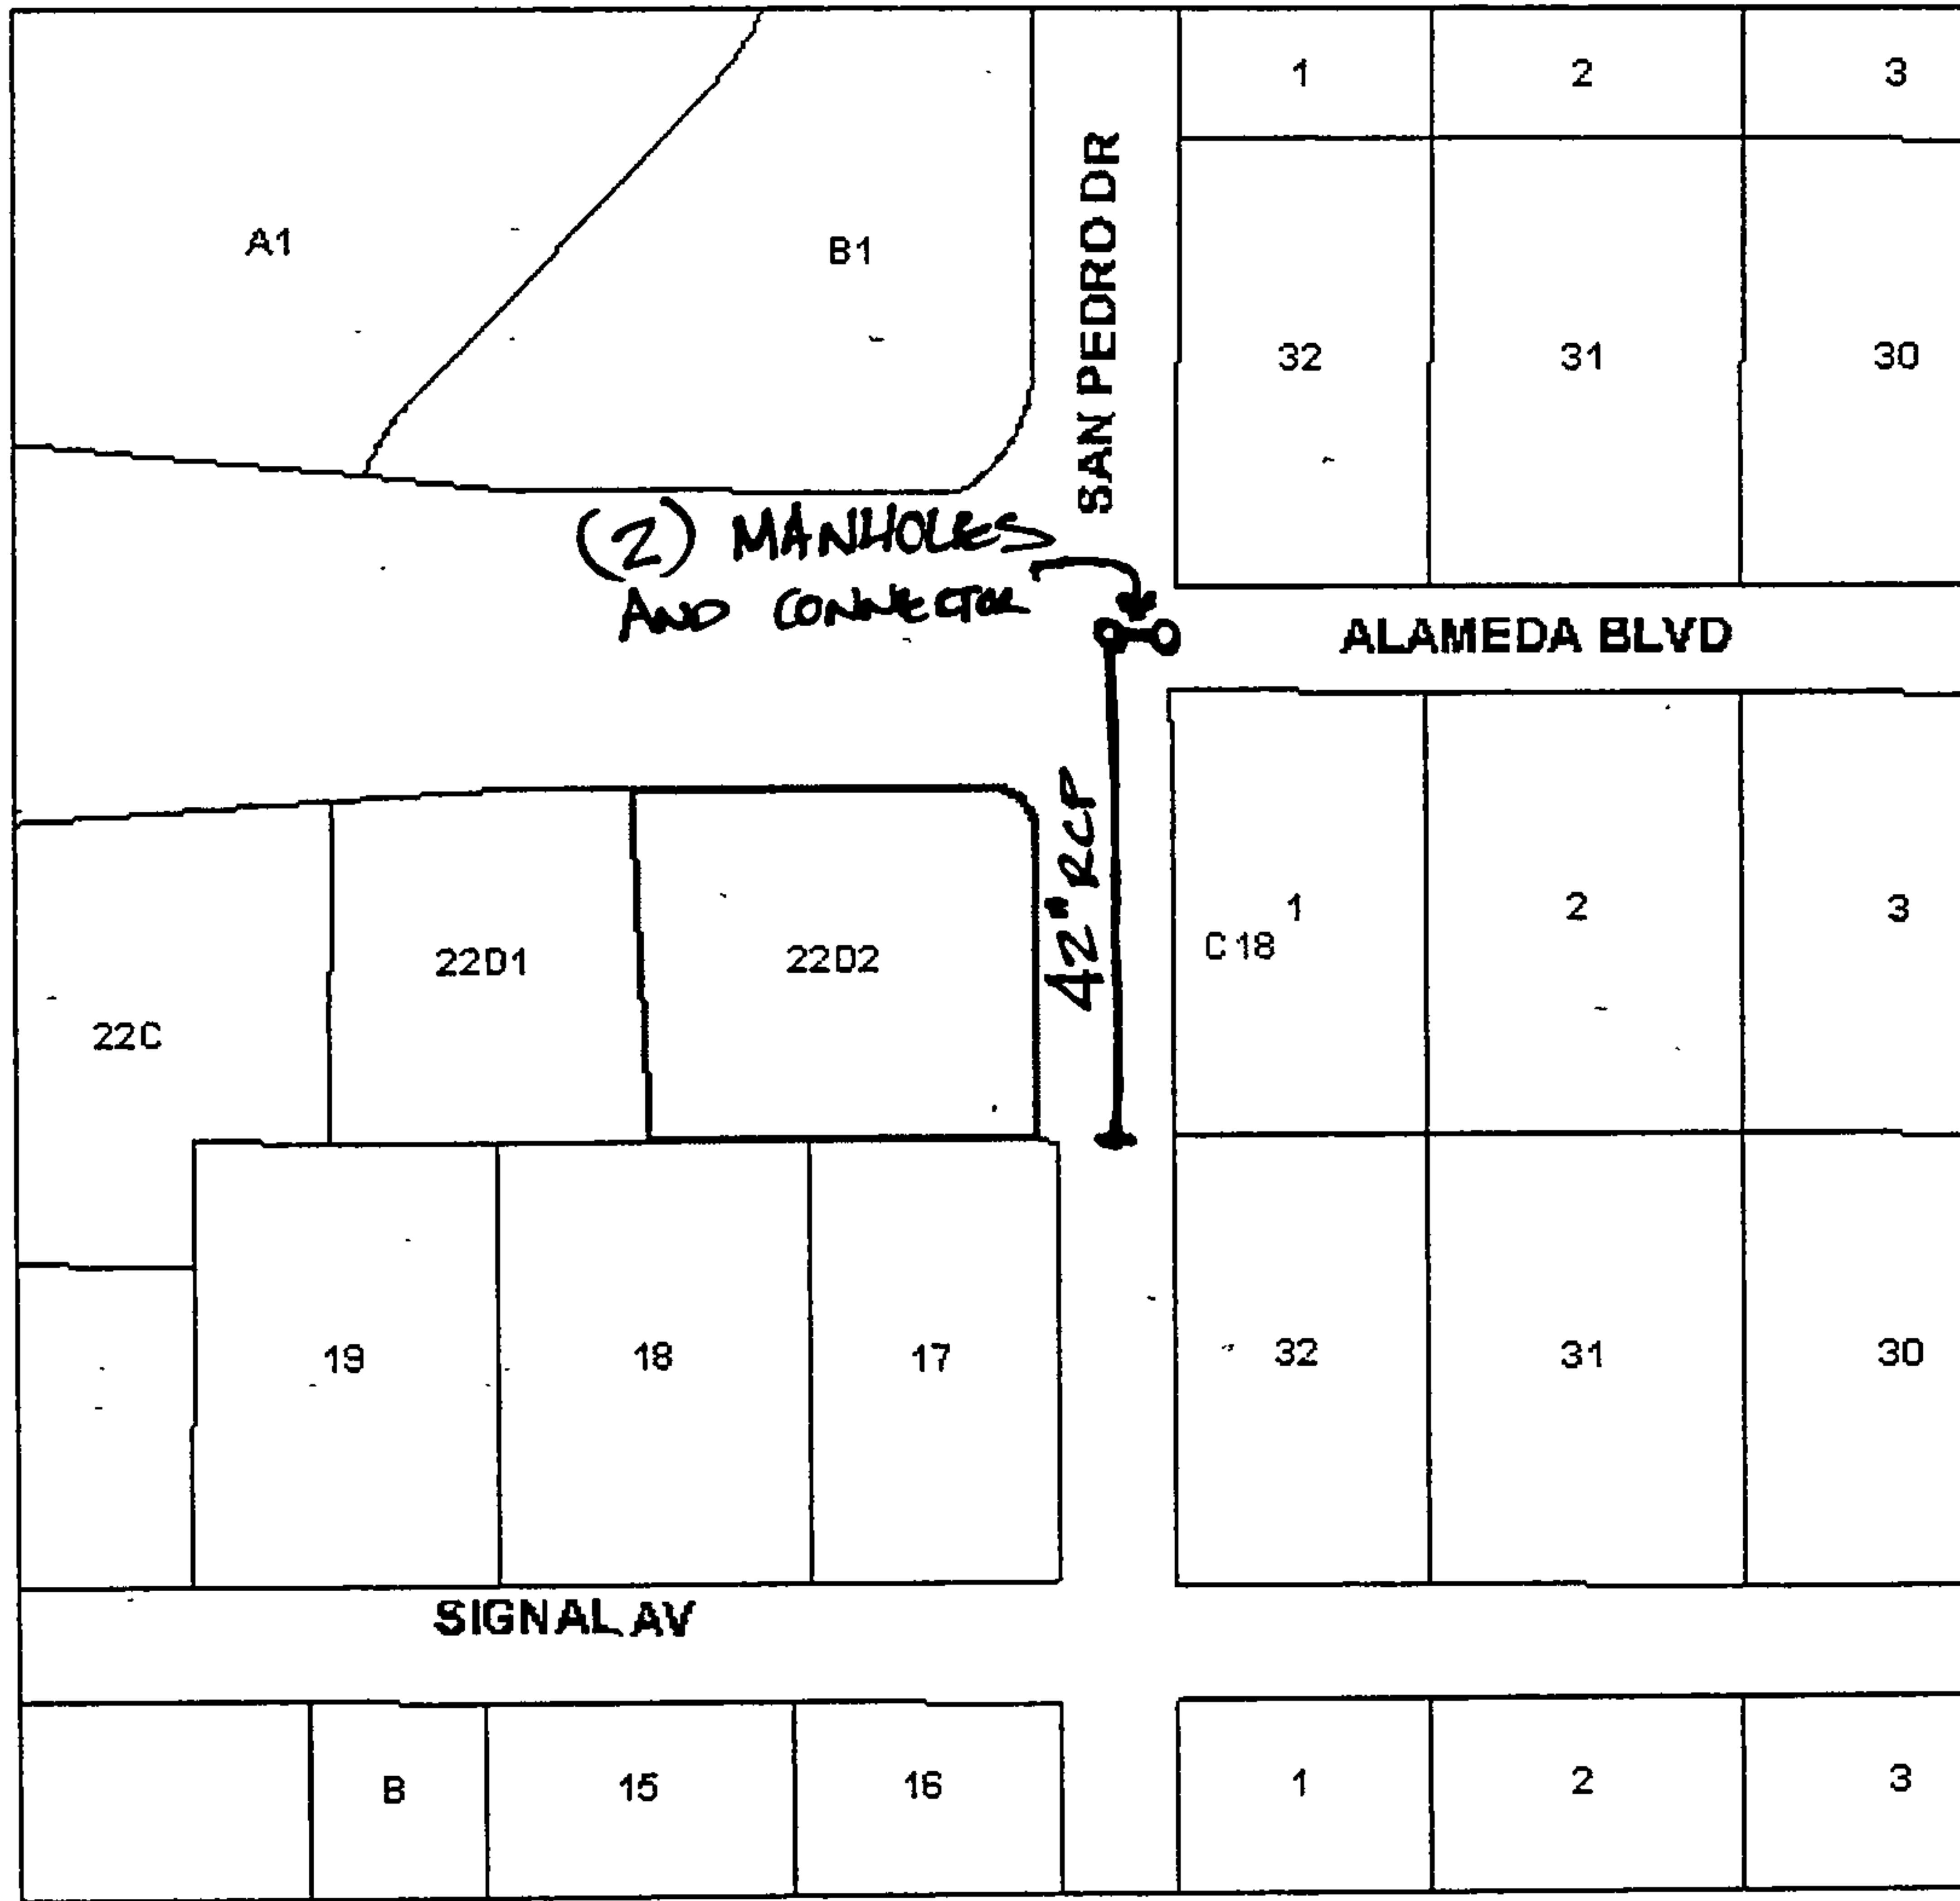 1 2 3
A1
B1
SAN PEDRO DR
32 31 30
(2) MANHOLES
AND CONNECTOR
ALAMEDA BLVD
42" RCP
1 2 3
C 18
22D1 22D2
22C
19 18 17
32 31 30
SIGNAL AV
B 15 16
1 2 3